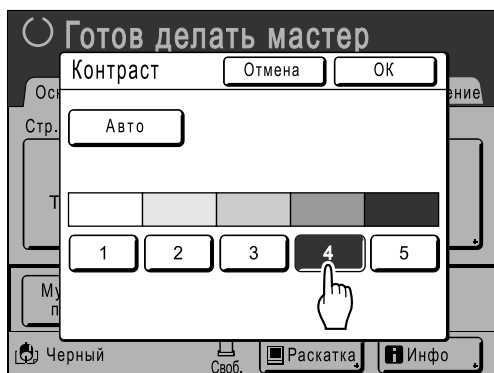 Готов делать мастер
Контраст
Отмена
OK
Стр.
Авто
1 2 3 4 5
Черный
Своб.
Раскатка
Инфо